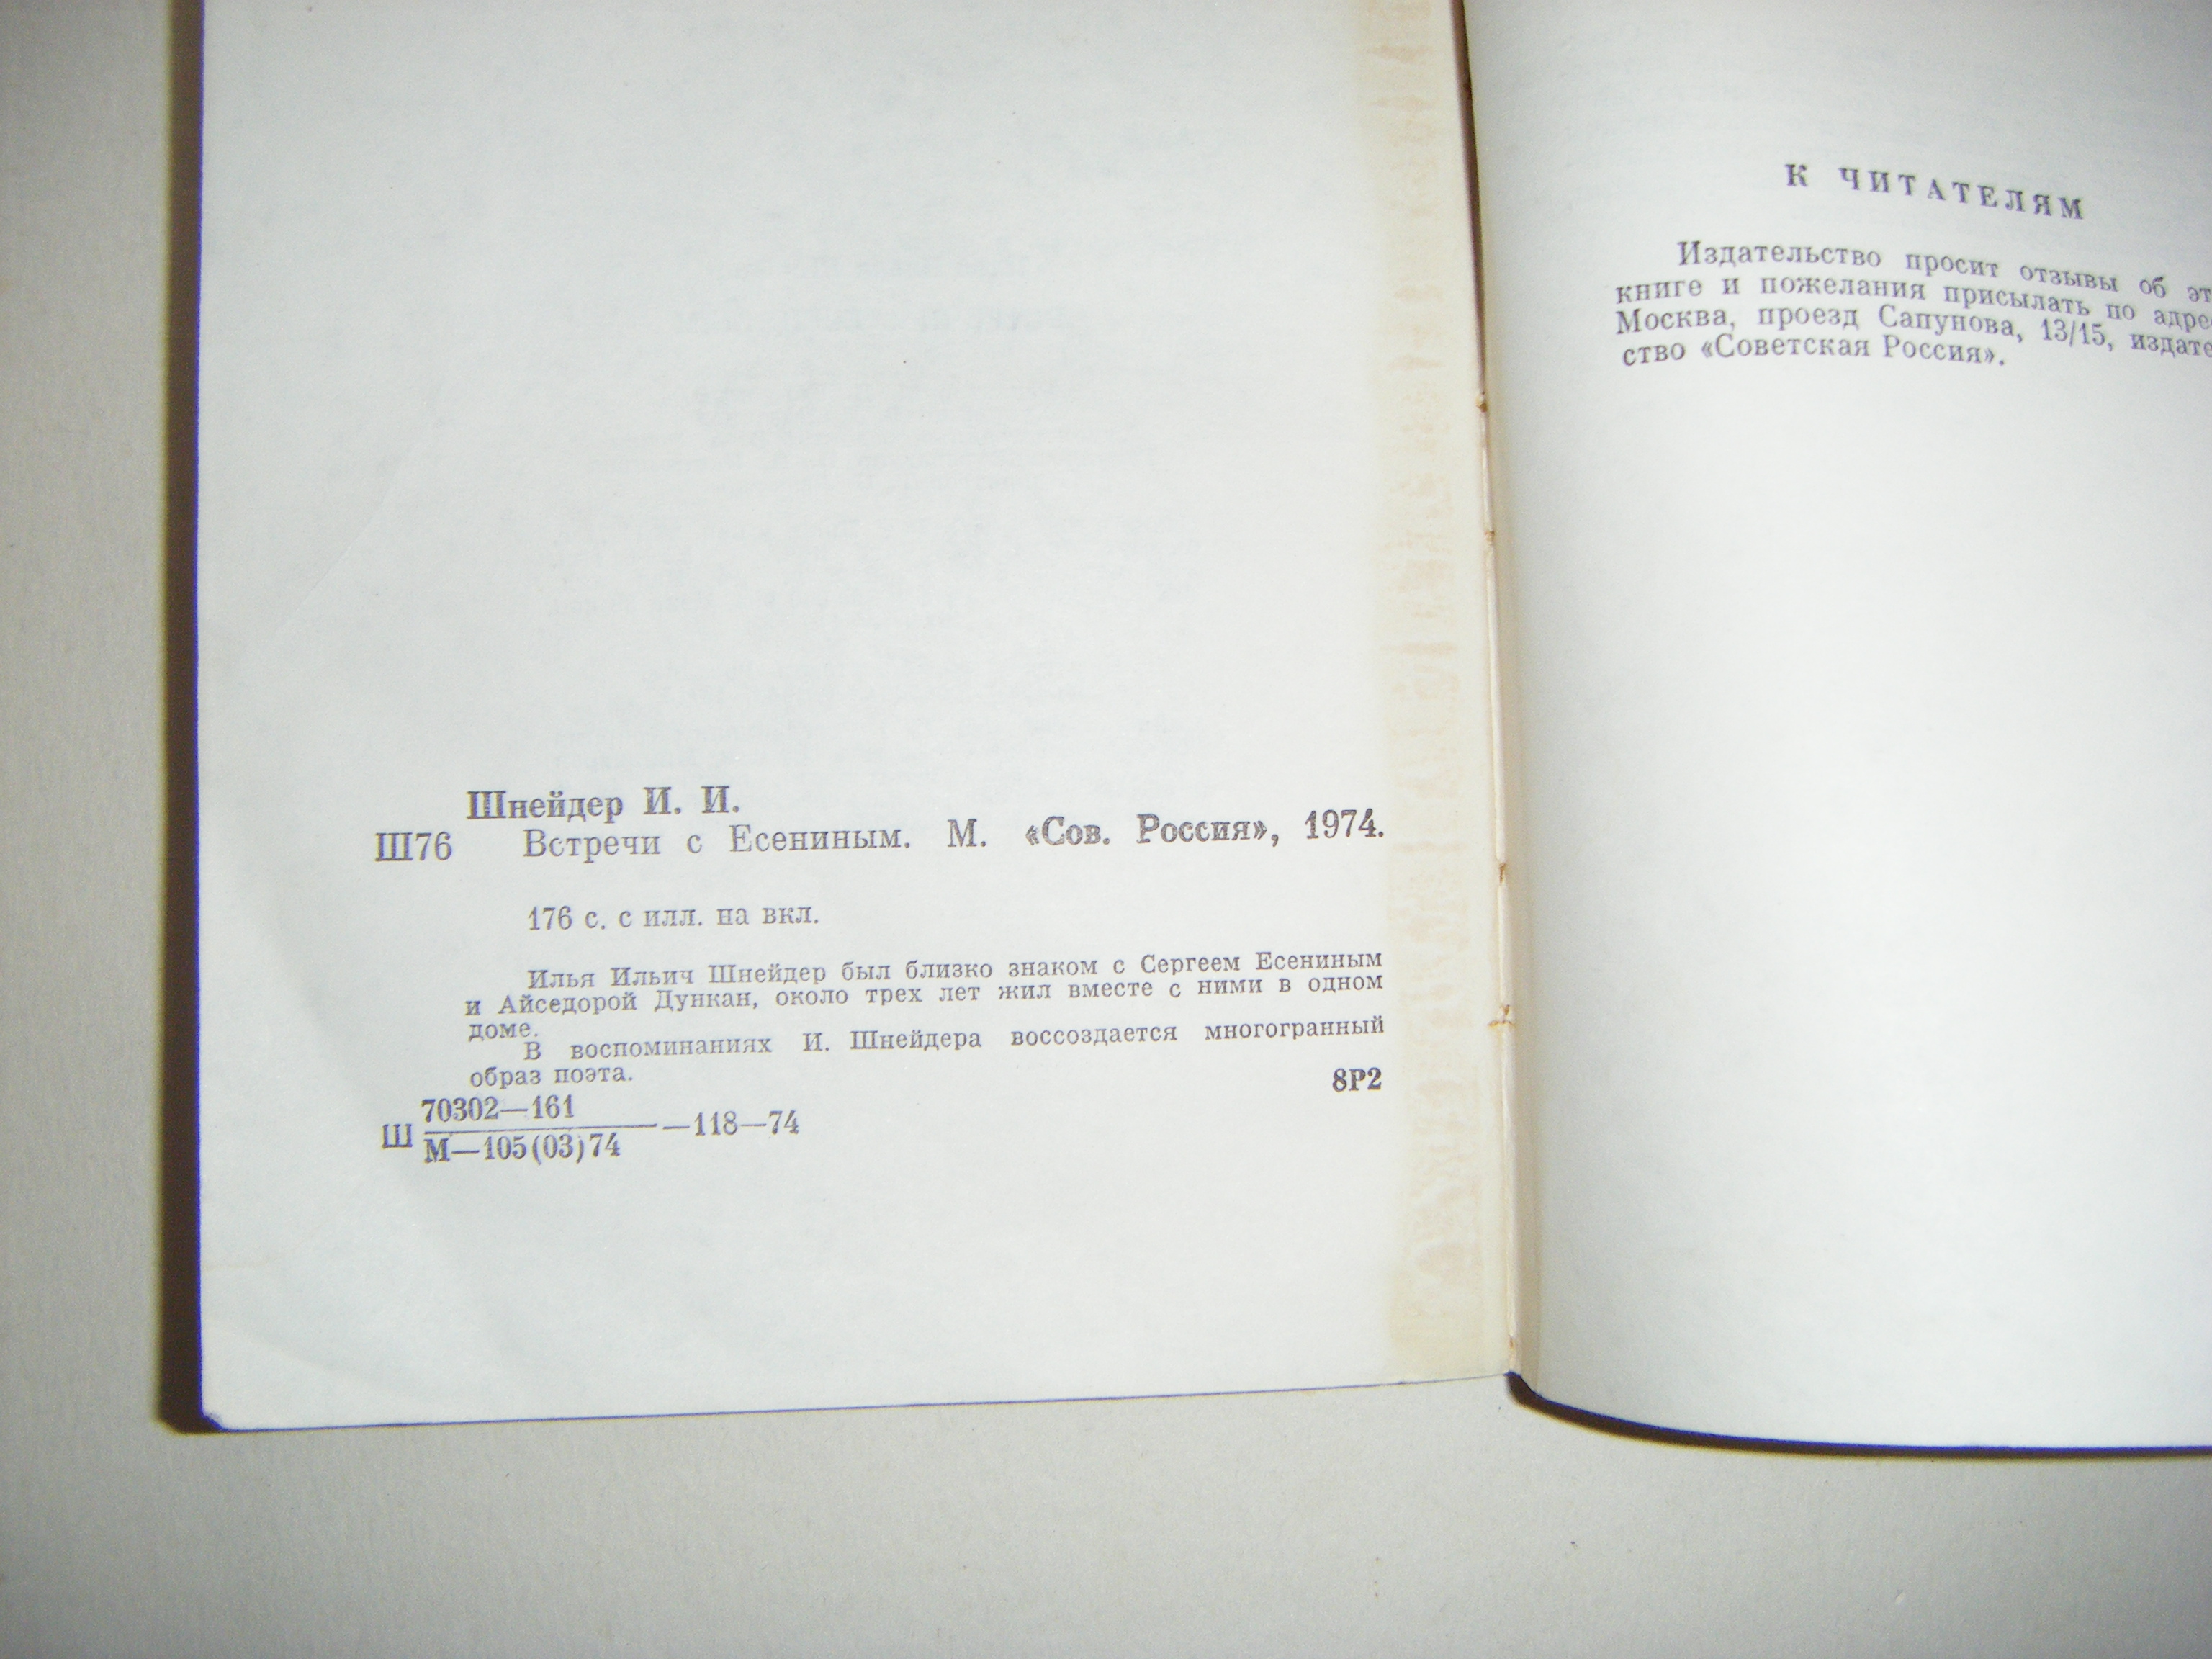 Шнейдер И. И.
Ш76 Встречи с Есениным. М. «Сов. Россия», 1974.
176 с. с илл. на вкл.
Илья Ильич Шнейдер был близко знаком с Сергеем Есениным
и Айседорой Дункан, около трех лет жил вместе с ними в одном
доме.
В воспоминаниях И. Шнейдера воссоздается многогранный
образ поэта.
8Р2
70302—161
Ш —118—74
М—105(03)74
К ЧИТАТЕЛЯМ
Издательство просит отзывы об
книге и пожелания присылать по
Москва, проезд Сапунова, 13/15,
ство «Советская Россия».